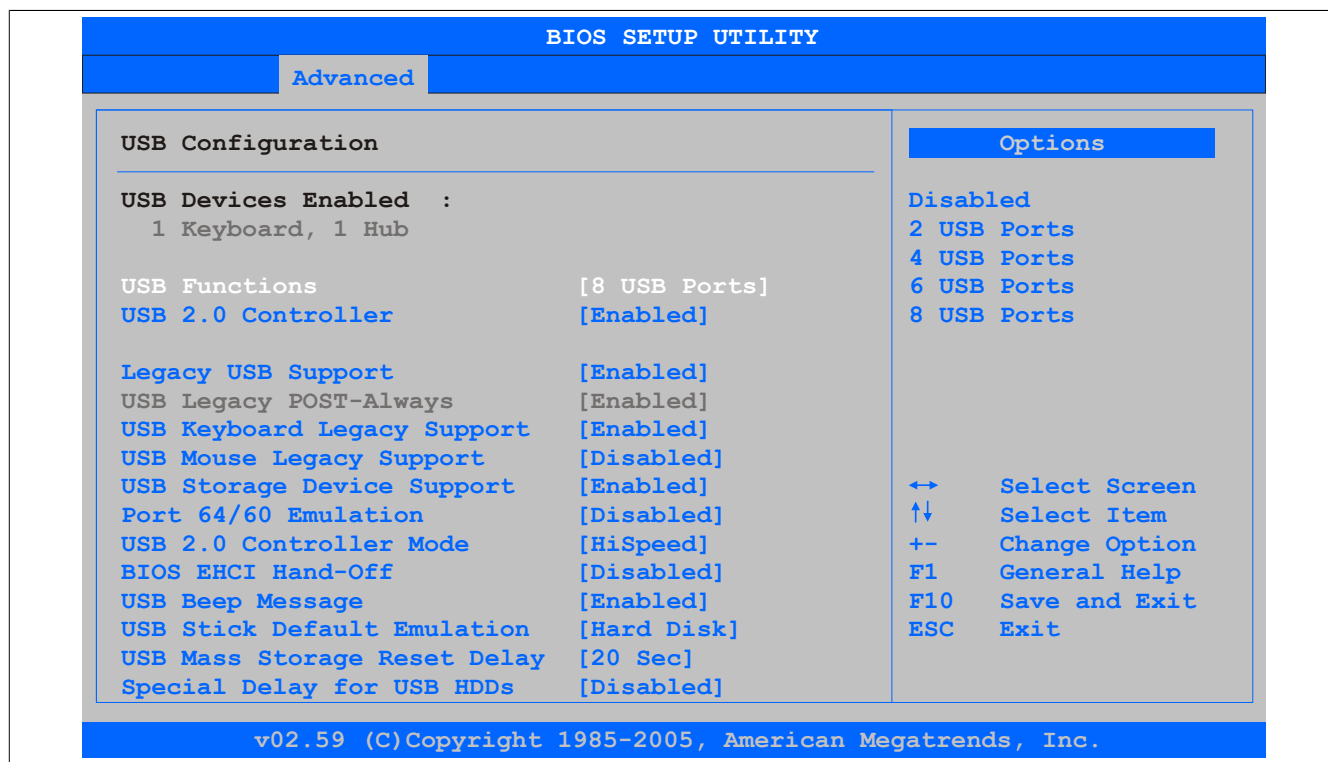 BIOS SETUP UTILITY
Advanced
USB Configuration
USB Devices Enabled :
1 Keyboard, 1 Hub
USB Functions [8 USB Ports]
USB 2.0 Controller [Enabled]
Legacy USB Support [Enabled]
USB Legacy POST-Always [Enabled]
USB Keyboard Legacy Support [Enabled]
USB Mouse Legacy Support [Disabled]
USB Storage Device Support [Enabled]
Port 64/60 Emulation [Disabled]
USB 2.0 Controller Mode [HiSpeed]
BIOS EHCI Hand-Off [Disabled]
USB Beep Message [Enabled]
USB Stick Default Emulation [Hard Disk]
USB Mass Storage Reset Delay [20 Sec]
Special Delay for USB HDDs [Disabled]
Options
Disabled
2 USB Ports
4 USB Ports
6 USB Ports
8 USB Ports
↔ Select Screen
↑↓ Select Item
+- Change Option
F1 General Help
F10 Save and Exit
ESC Exit
v02.59 (C)Copyright 1985-2005, American Megatrends, Inc.